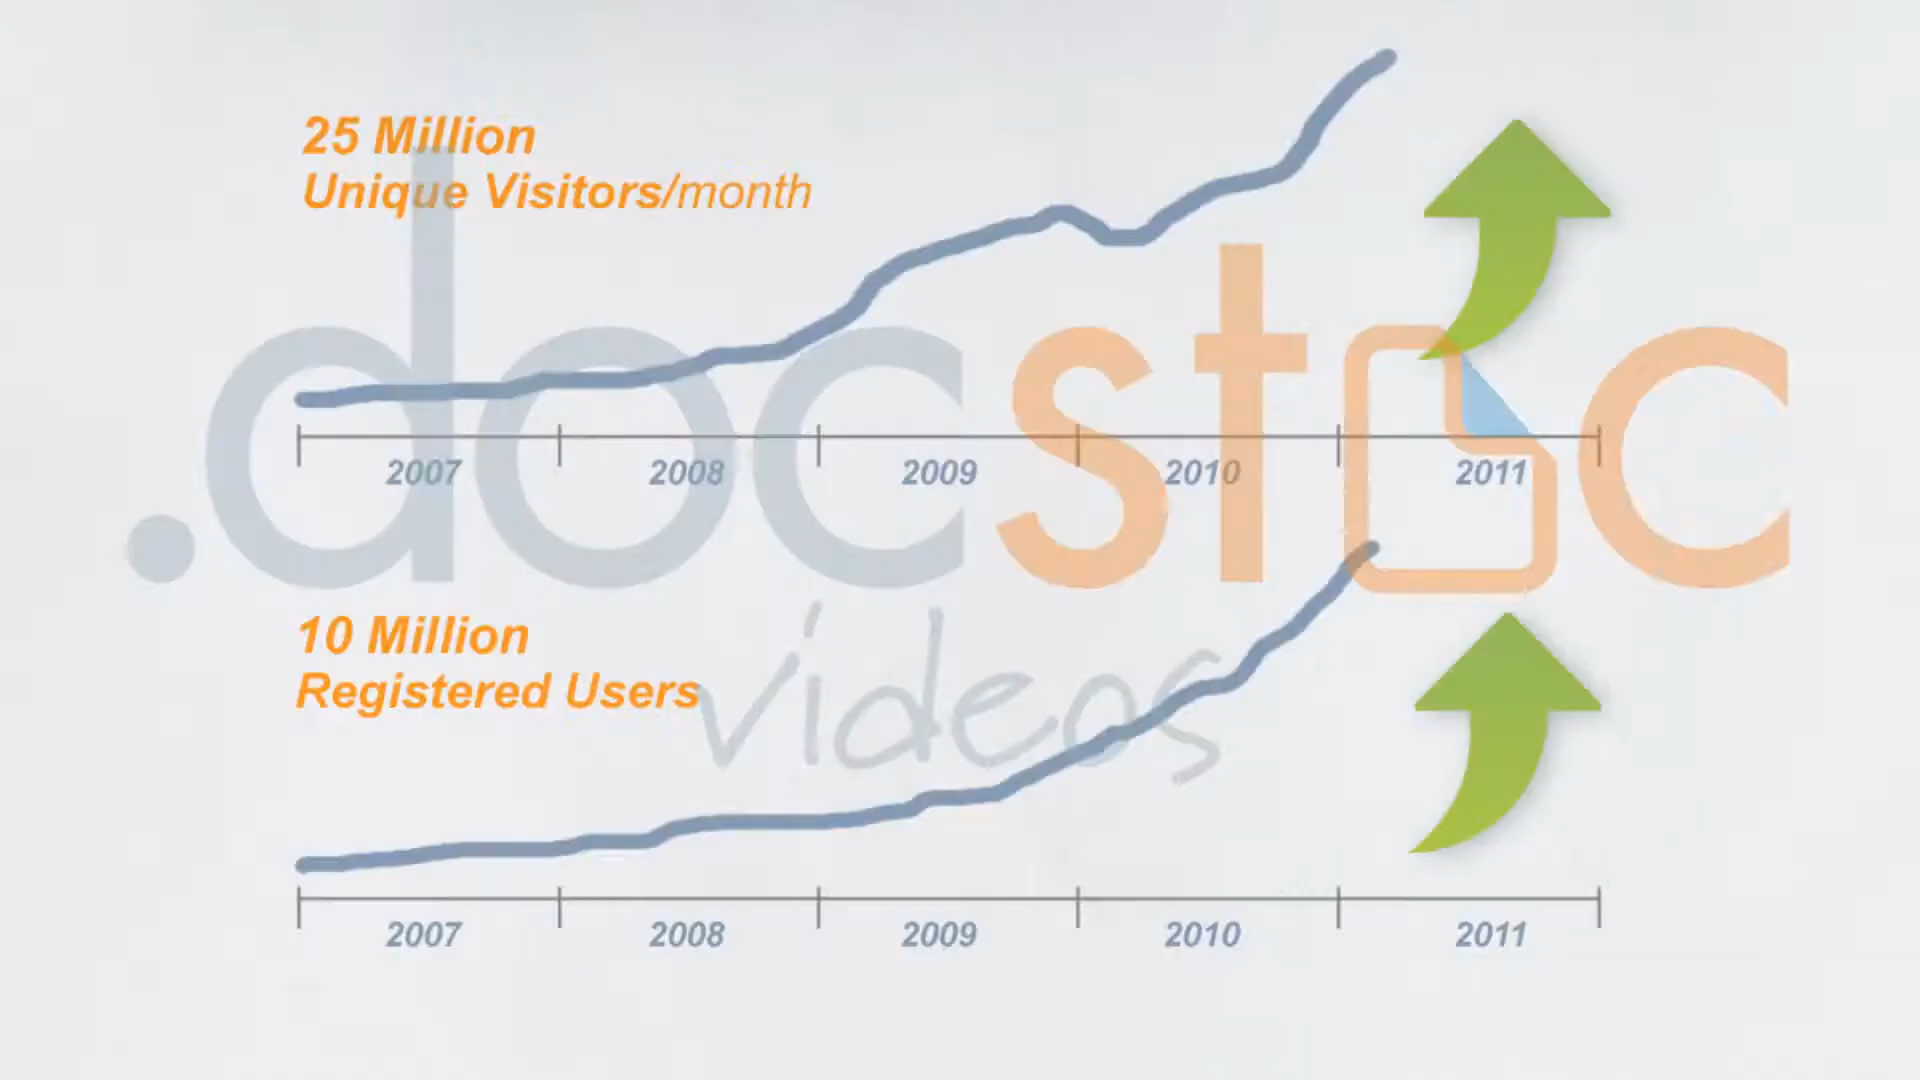 25 Million
Unique Visitors/month
2007 2008 2009 2010 2011
.docstoc
videos
10 Million
Registered Users
2007 2008 2009 2010 2011